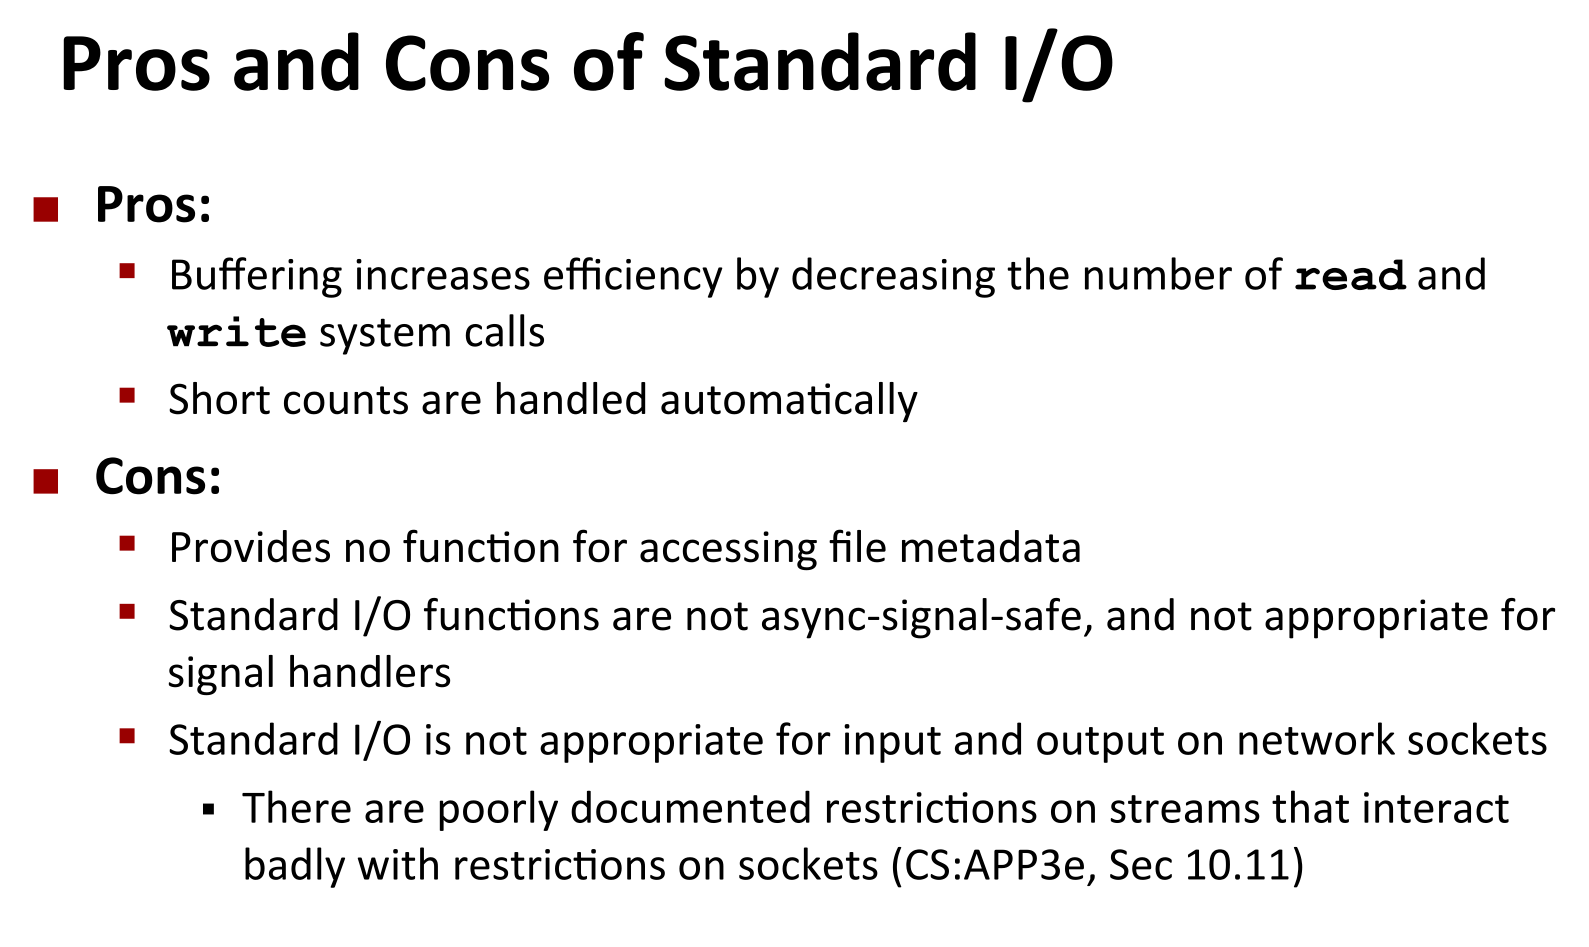 Pros and Cons of Standard I/O
Pros:
Buffering increases efficiency by decreasing the number of read and
write system calls
Short counts are handled automatically
Cons:
Provides no function for accessing file metadata
Standard I/O functions are not async-signal-safe, and not appropriate for
signal handlers
Standard I/O is not appropriate for input and output on network sockets
There are poorly documented restrictions on streams that interact
badly with restrictions on sockets (CS:APP3e, Sec 10.11)